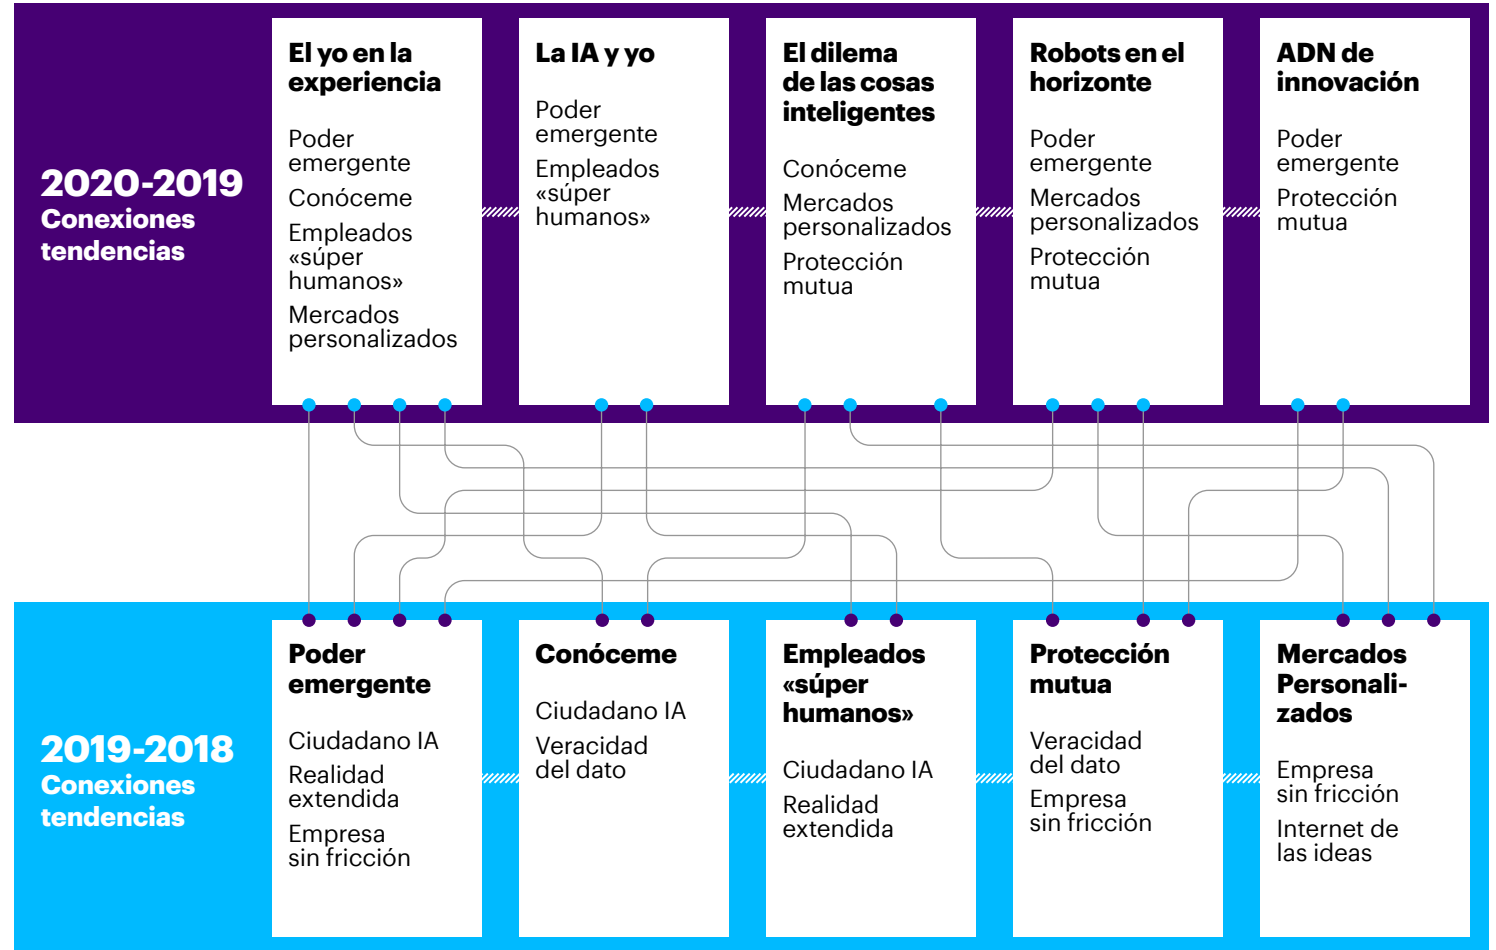 2020-2019
Conexiones
tendencias
El yo en la
experiencia
Poder
emergente
Conóceme
Empleados
«súper
humanos»
Mercados
personalizados
La IA y yo
Poder
emergente
Empleados
«súper
humanos»
El dilema
de las cosas
inteligentes
Conóceme
Mercados
personalizados
Protección
mutua
Robots en el
horizonte
Poder
emergente
Mercados
personalizados
Protección
mutua
ADN de
innovación
Poder
emergente
Protección
mutua
2019-2018
Conexiones
tendencias
Poder
emergente
Ciudadano IA
Realidad
extendida
Empresa
sin fricción
Conóceme
Ciudadano IA
Veracidad
del dato
Empleados
«súper
humanos»
Ciudadano IA
Realidad
extendida
Protección
mutua
Veracidad
del dato
Empresa
sin fricción
Mercados
Personali-
zados
Empresa
sin fricción
Internet de
las ideas